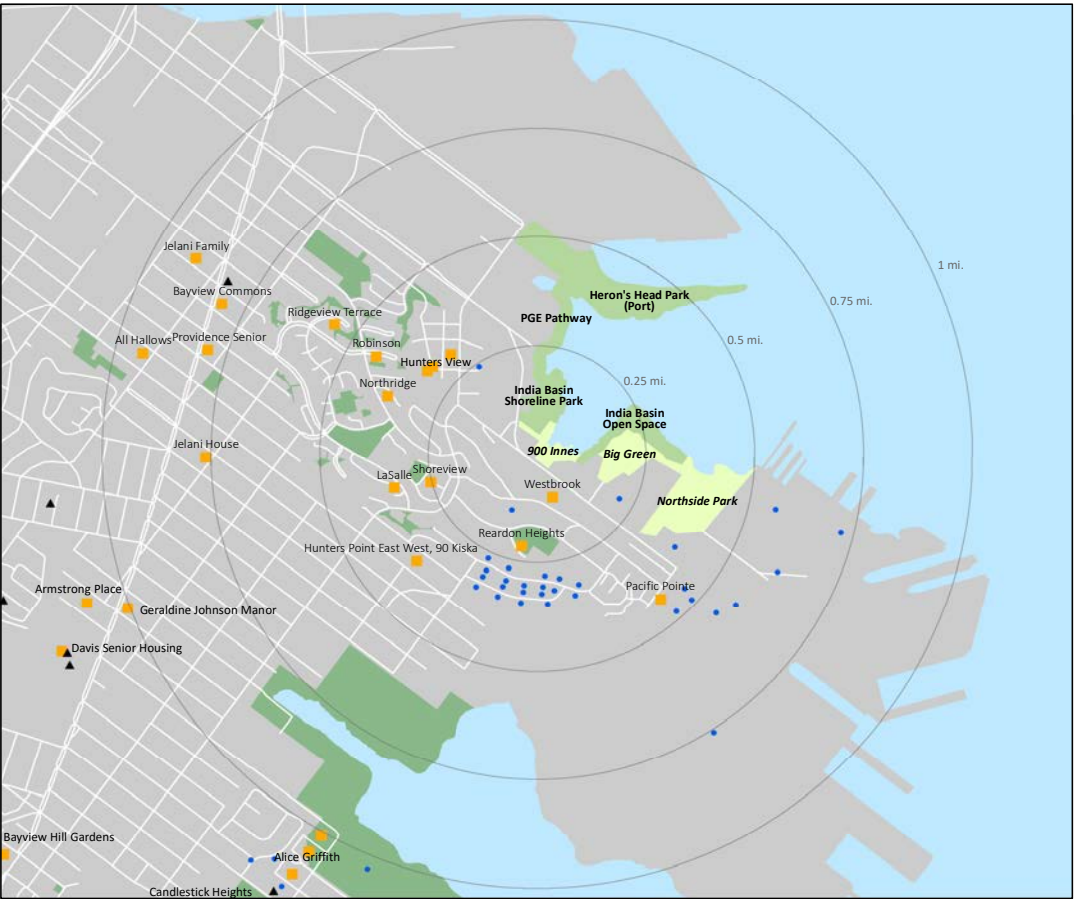 Jelani Family
1 mi.
Bayview Commons
Heron's Head Park
(Port)
0.75 mi.
Ridgeview Terrace
PGE Pathway
All Hallows
Providence Senior
Robinson
0.5 mi.
Hunters View
Northridge
0.25 mi.
India Basin
Shoreline Park
India Basin
Open Space
Jelani House
900 Innes
Big Green
LaSalle
Shoreview
Westbrook
Northside Park
Reardon Heights
Hunters Point East West, 90 Kiska
Pacific Pointe
Armstrong Place
Geraldine Johnson Manor
Davis Senior Housing
Bayview Hill Gardens
Alice Griffith
Candlestick Heights